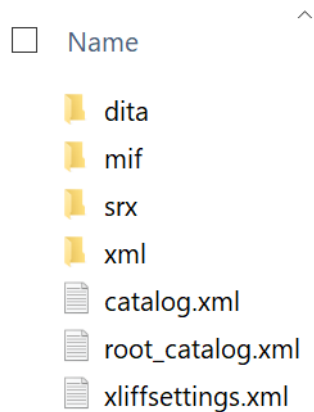 Name
dita
mif
srx
xml
catalog.xml
root_catalog.xml
xliffsettings.xml